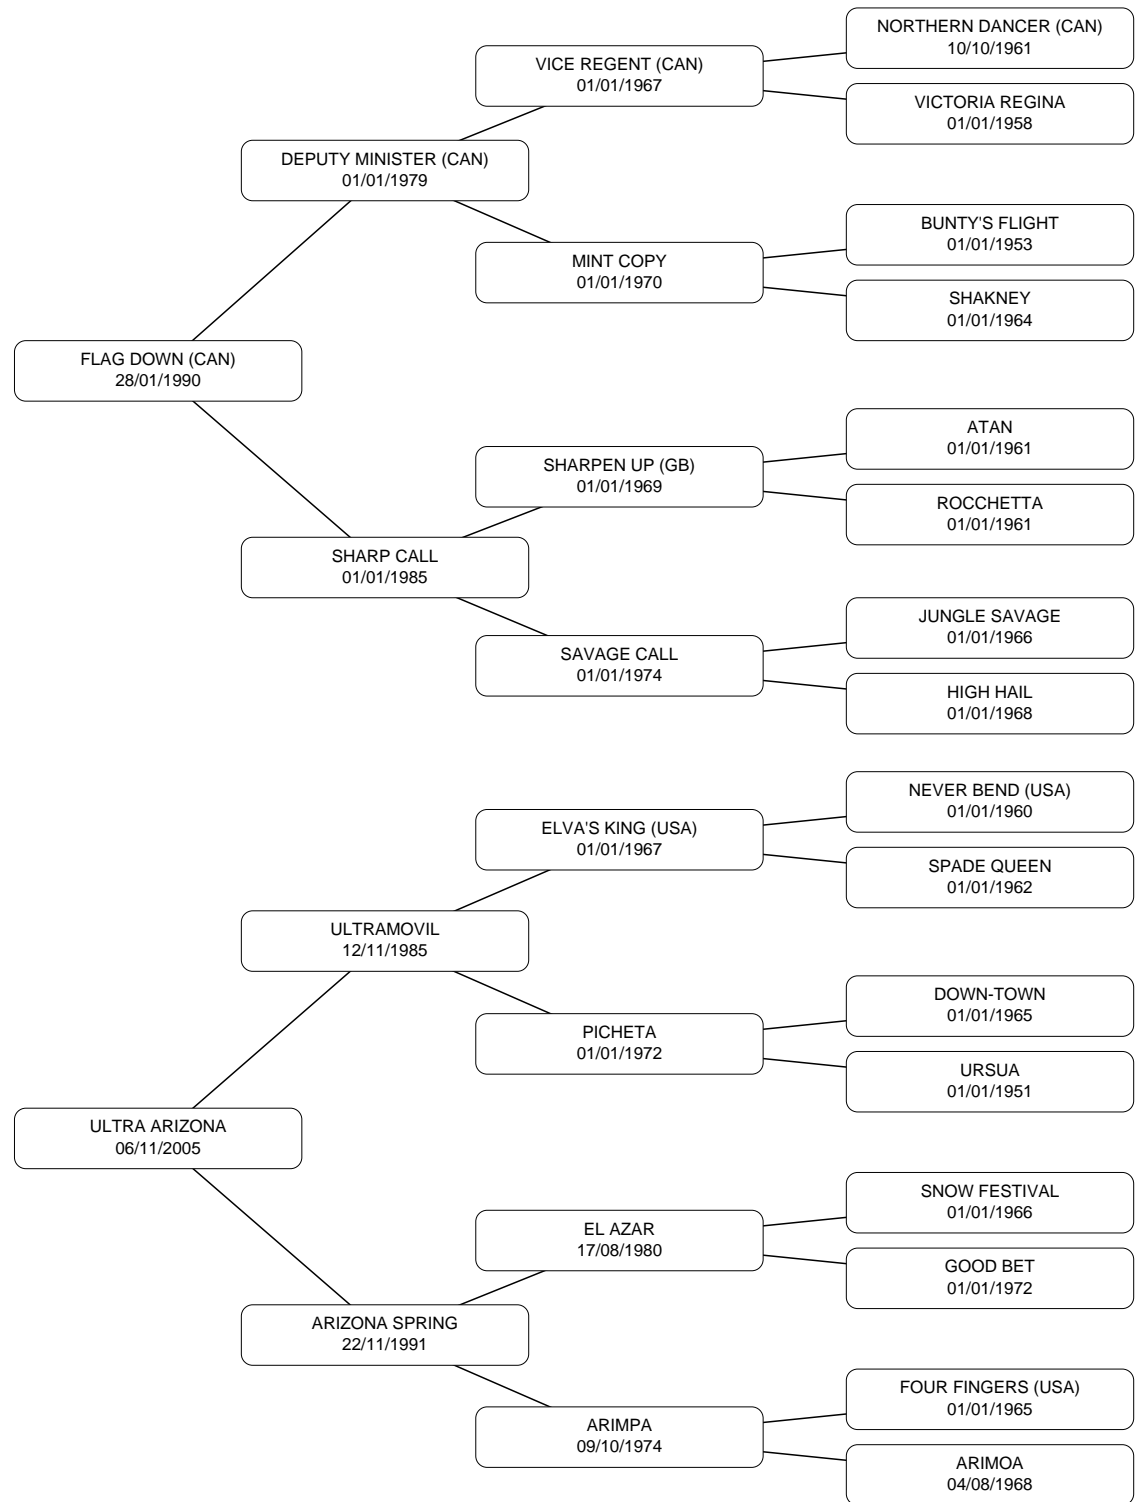 NORTHERN DANCER (CAN)
10/10/1961
VICE REGENT (CAN)
01/01/1967
VICTORIA REGINA
01/01/1958
DEPUTY MINISTER (CAN)
01/01/1979
BUNTY'S FLIGHT
01/01/1953
MINT COPY
01/01/1970
SHAKNEY
01/01/1964
FLAG DOWN (CAN)
28/01/1990
ATAN
01/01/1961
SHARPEN UP (GB)
01/01/1969
ROCCHETTA
01/01/1961
SHARP CALL
01/01/1985
JUNGLE SAVAGE
01/01/1966
SAVAGE CALL
01/01/1974
HIGH HAIL
01/01/1968
NEVER BEND (USA)
01/01/1960
ELVA'S KING (USA)
01/01/1967
SPADE QUEEN
01/01/1962
ULTRAMOVIL
12/11/1985
DOWN-TOWN
01/01/1965
PICHETA
01/01/1972
URSUA
01/01/1951
ULTRA ARIZONA
06/11/2005
SNOW FESTIVAL
01/01/1966
EL AZAR
17/08/1980
GOOD BET
01/01/1972
ARIZONA SPRING
22/11/1991
FOUR FINGERS (USA)
01/01/1965
ARIMPA
09/10/1974
ARIMOA
04/08/1968